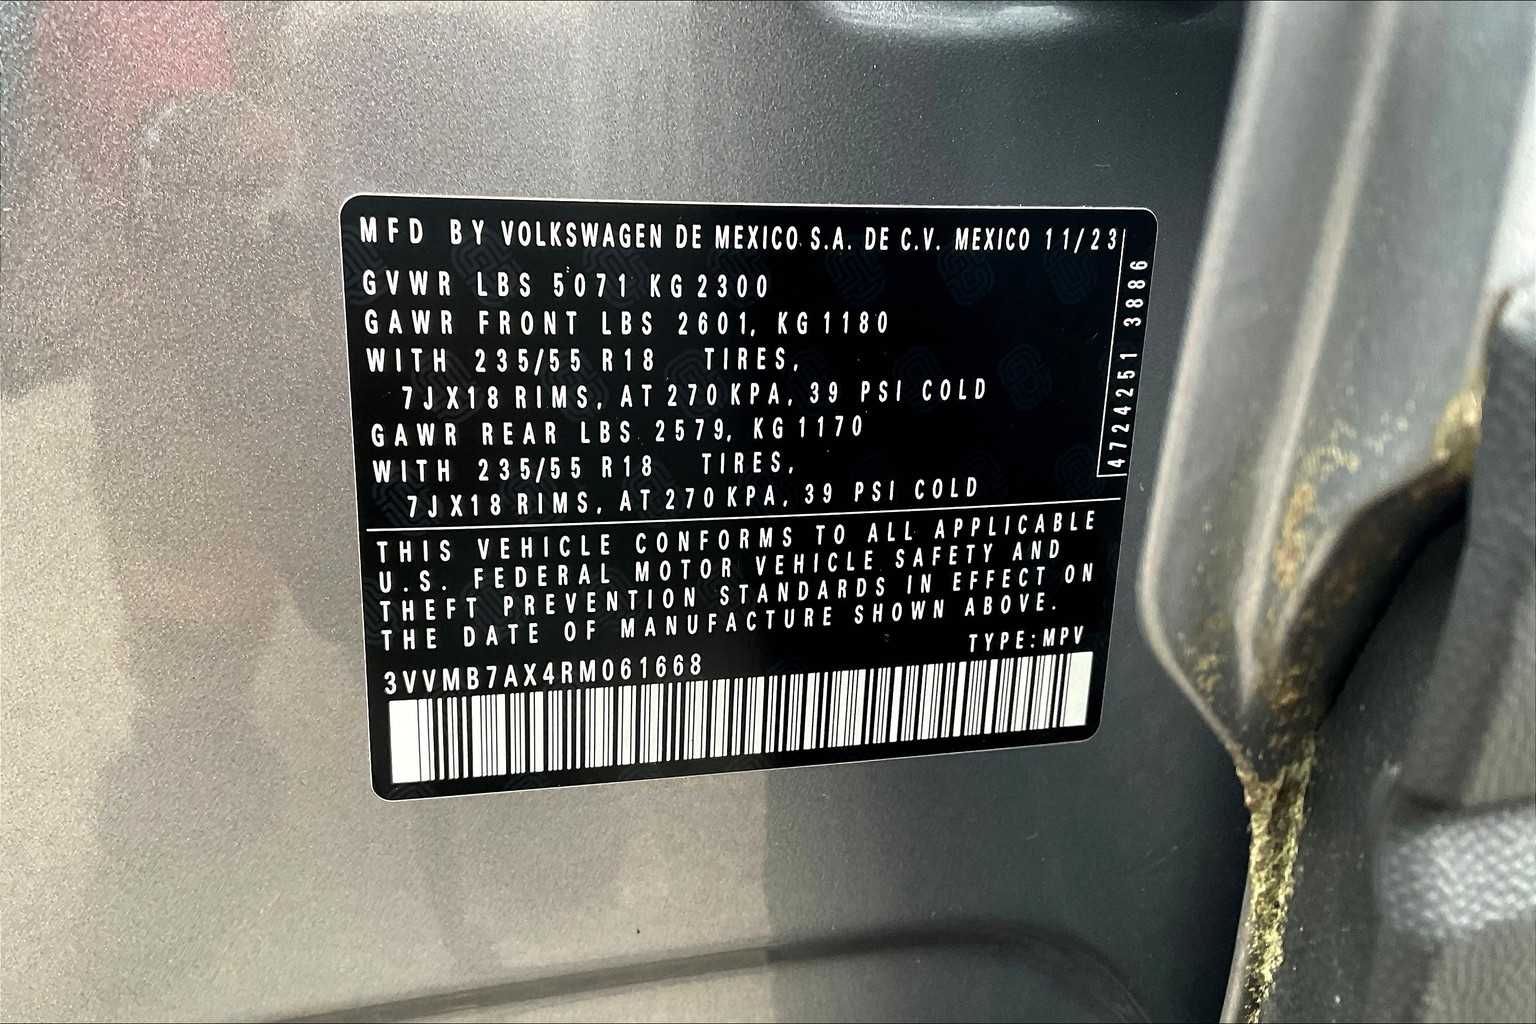 MFD BY VOLKSWAGEN DE MEXICO S.A. DE C.V. MEXICO 11/23
GVWR LBS 5071 KG 2300
GAWR FRONT LBS 2601, KG 1180
WITH 235/55 R18 TIRES,
7JX18 RIMS, AT 270 KPA, 39 PSI COLD
GAWR REAR LBS 2579, KG 1170
WITH 235/55 R18 TIRES,
7JX18 RIMS, AT 270 KPA, 39 PSI COLD
4724251 3886
THIS VEHICLE CONFORMS TO ALL APPLICABLE
U.S. FEDERAL MOTOR VEHICLE SAFETY AND
THEFT PREVENTION STANDARDS IN EFFECT ON
THE DATE OF MANUFACTURE SHOWN ABOVE.
TYPE:MPV
3VVMB7AX4RM061668